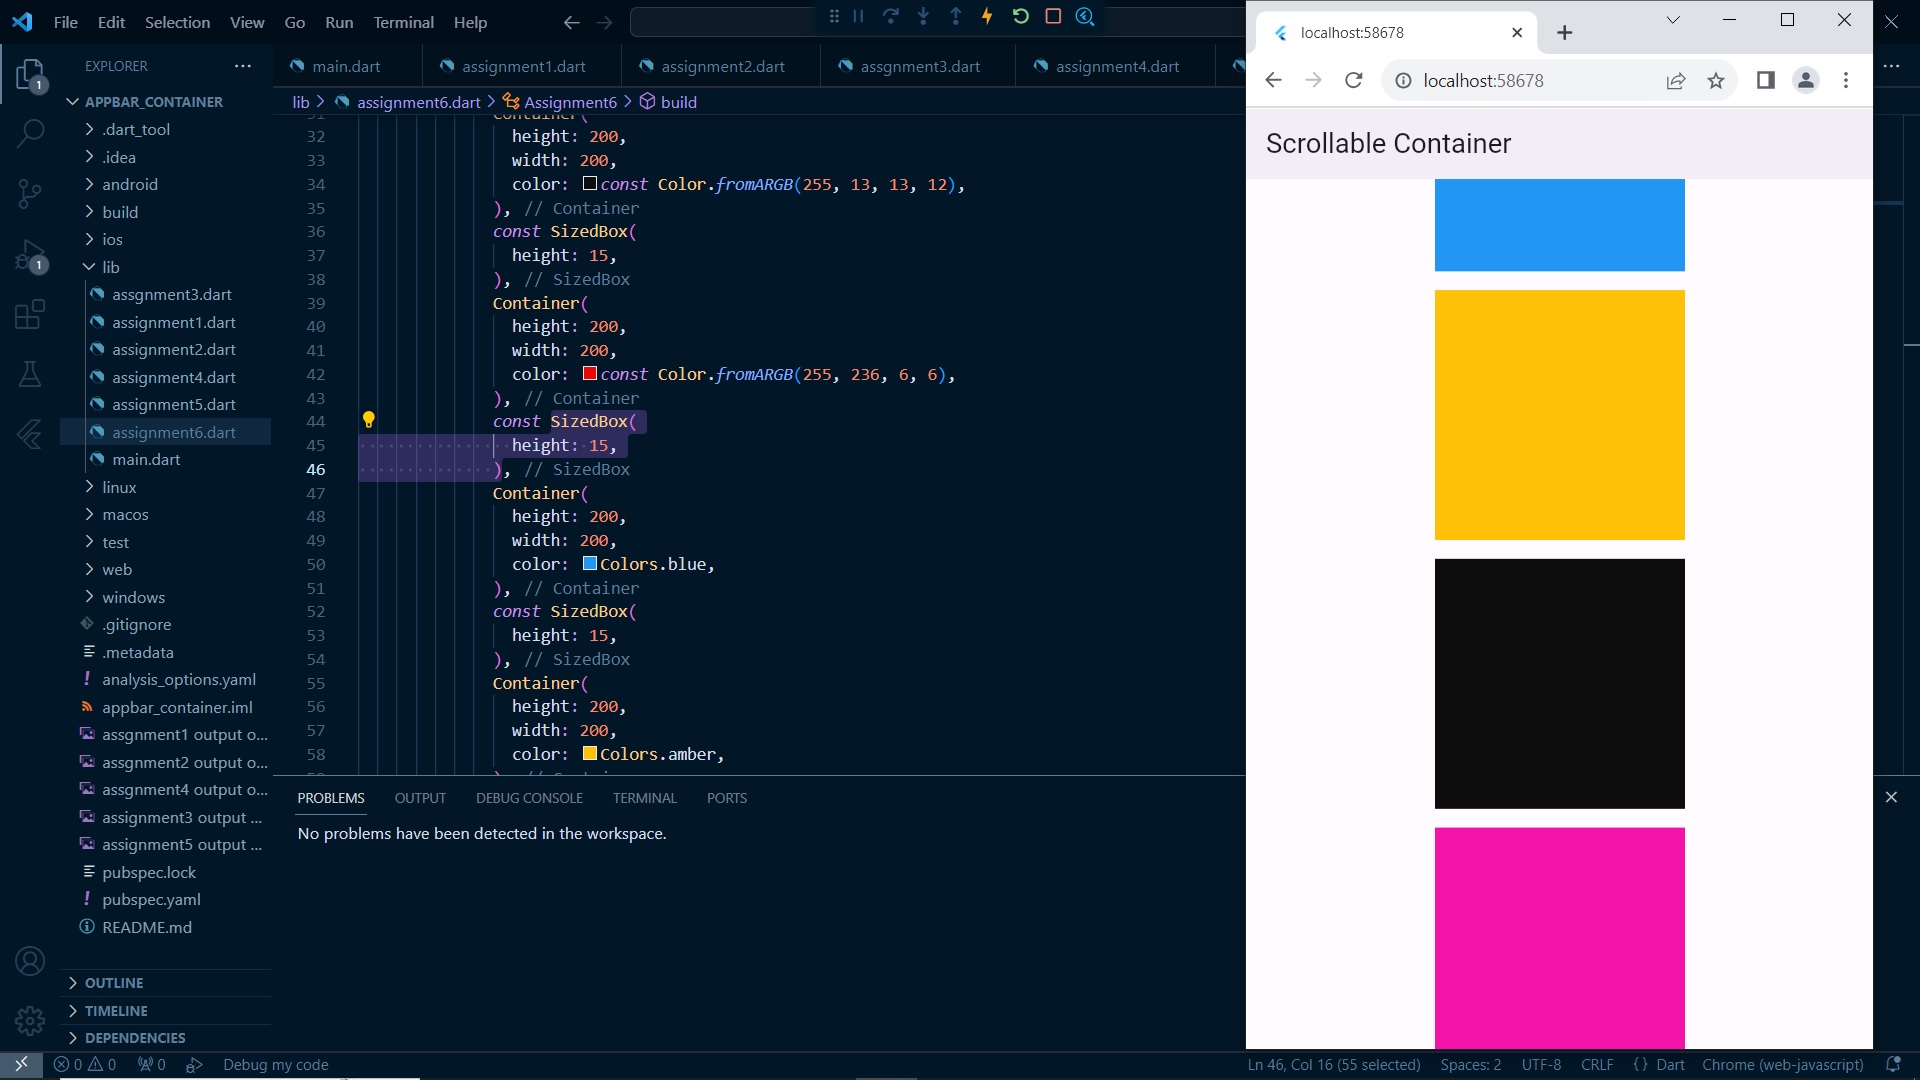 File Edit Selection View Go Run Terminal Help
EXPLORER
1
APPBAR_CONTAINER
.dart_tool
.idea
android
build
ios
1
lib
assgnment3.dart
assignment1.dart
assignment2.dart
assignment4.dart
assignment5.dart
assignment6.dart
main.dart
linux
macos
test
web
windows
.gitignore
.metadata
analysis_options.yaml
appbar_container.iml
assgnment1 output o...
assgnment2 output o...
assgnment4 output o...
assignment3 output ...
assignment5 output ...
pubspec.lock
pubspec.yaml
README.md
OUTLINE
TIMELINE
DEPENDENCIES
main.dart assignment1.dart assignment2.dart assgnment3.dart assignment4.dart
lib > assignment6.dart > Assignment6 > build
31 Container(
32 height: 200,
33 width: 200,
34 color: const Color.fromARGB(255, 13, 13, 12),
35 ), // Container
36 const SizedBox(
37 height: 15,
38 ), // SizedBox
39 Container(
40 height: 200,
41 width: 200,
42 color: const Color.fromARGB(255, 236, 6, 6),
43 ), // Container
44 const SizedBox(
45 height: 15,
46 ), // SizedBox
47 Container(
48 height: 200,
49 width: 200,
50 color: Colors.blue,
51 ), // Container
52 const SizedBox(
53 height: 15,
54 ), // SizedBox
55 Container(
56 height: 200,
57 width: 200,
58 color: Colors.amber,
PROBLEMS OUTPUT DEBUG CONSOLE TERMINAL PORTS
No problems have been detected in the workspace.
localhost:58678
localhost:58678
Scrollable Container
0 0 0 Debug my code Ln 46, Col 16 (55 selected) Spaces: 2 UTF-8 CRLF {} Dart Chrome (web-javascript)